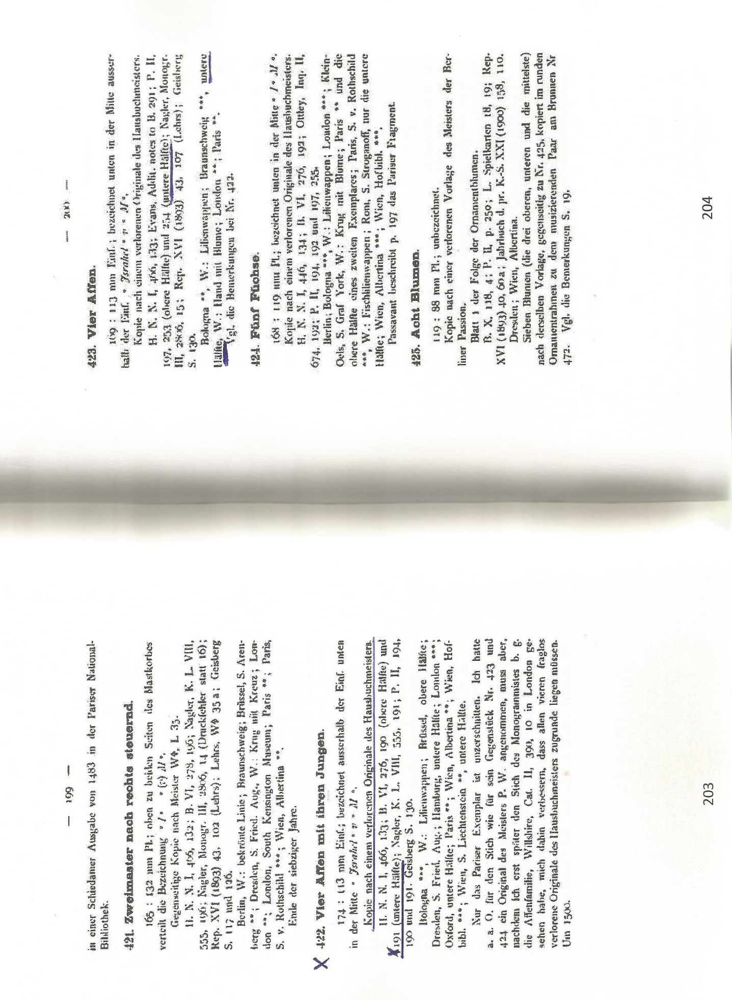 — 199 —
in einer Schiedamer Ausgabe von 1483 in der Pariser National-
Bibliothek.
421. Zweimaster nach rechts steuernd.
165 : 132 mm Pl.; oben zu beiden Seiten des Mastkorbes
verteilt die Bezeichnung
Gegenseitige Kopie nach Meister WΦ, L 35.
H. N. N. I, 466, 132; B. VI, 278, 196; Nagler, K. L. VIII,
555, 196; Nagler, Monogr. III, 2806, 14 (Druckfehler statt 16);
Rep. XVI (1893) 43, 102 (Lehrs); Lehrs, WΦ 35 a; Geisberg
S. 117 und 126.
Berlin, W.: bekrönte Linie; Braunschweig; Brüssel, S. Aren-
berg **; Dresden, S. Fried. Aug., W.: Krug mit Kreuz; Lon-
don **; London, South Kensington Museum; Paris **; Paris,
S. v. Rothschild ***; Wien, Albertina **.
Ende der siebziger Jahre.
X 422. Vier Affen mit ihren Jungen.
174 : 113 mm Einf.; bezeichnet ausserhalb der Einf. unten
in der Mitte ° Jsrahel ° v ° M °.
Kopie nach einem verlorenen Originale des Hausbuchmeisters.
H. N. N. I, 466, 133; B. VI, 276, 190 (obere Hälfte) und
x 191 (untere Hälfte); Nagler, K. L. VIII, 555, 191; P. II, 194,
190 und 191. Geisberg S. 130.
Bologna ***, W.: Lilienwappen; Brüssel, obere Hälfte;
Dresden, S. Fried. Aug.; Hamburg, untere Hälfte; London ***;
Oxford, untere Hälfte; Paris **; Wien, Albertina **; Wien, Hof-
bibl. ***; Wien, S. Liechtenstein **, untere Hälfte.
Nur das Pariser Exemplar ist unzerschnitten. Ich hatte
a. a. O. für den Stich wie für sein Gegenstück Nr. 423 und
424 ein Original des Meisters P. W. angenommen, muss aber,
nachdem ich erst später den Stich des Monogrammistes b. g.
die Affenfamilie, Willshire, Cat. II, 390, 10 in London ge-
sehen habe, mich dahin verbessern, dass allen vieren fraglos
verlorene Originale des Hausbuchmeisters zugrunde liegen müssen.
Um 1500.
203
— 200 —
423. Vier Affen.
169 : 113 mm Einf.; bezeichnet unten in der Mitte ausser-
halb der Einf. ° Jsrahel ° v ° M °.
Kopie nach einem verlorenen Originale des Hausbuchmeisters.
H. N. N. I, 466, 133; Evans, Addit. notes to B. 291; P. II,
197, 253 (obere Hälfte) und 254 (untere Hälfte); Nagler, Monogr.
III, 2806, 15; Rep. XVI (1893) 43, 107 (Lehrs); Geisberg
S. 130.
Bologna **, W.: Lilienwappen; Braunschweig ***, untere
Hälfte, W.: Hand mit Blume; London **; Paris **.
Vgl. die Bemerkungen bei Nr. 422.
424. Fünf Füchse.
168 : 119 mm Pl.; bezeichnet unten in der Mitte ° I ° M °.
Kopie nach einem verlorenen Originale des Hausbuchmeisters.
H. N. N. I, 446, 134; B. VI, 276, 192; Ottley, Inq. II,
674, 192; P. II, 194, 192 und 197, 255.
Berlin; Bologna ***, W.: Lilienwappen; London ***; Klein-
Oels, S. Graf York, W.: Krug mit Blume; Paris ** und die
obere Hälfte eines zweiten Exemplares; Paris, S. v. Rothschild
***, W.: Fischlilienwappen; Rom, S. Stroganoff, nur die untere
Hälfte; Wien, Albertina ***; Wien, Hofbibl. ***.
Passavant beschreibt p. 197 das Pariser Fragment.
425. Acht Blumen.
119 : 88 mm Pl.; unbezeichnet.
Kopie nach einer verlorenen Vorlage des Meisters der Ber-
liner Passion.
Blatt 1 der Folge der Ornamentblumen.
B. X, 118, 4; P. II, p. 250; L. Spielkarten 18, 19; Rep.
XVI (1893) 40, 60 a; Jahrbuch d. pr. K.-S. XXI (1900) 158, 110.
Dresden; Wien, Albertina.
Sieben Blumen (die drei oberen, unteren und die mittelste)
nach derselben Vorlage, gegenseitig zu Nr. 425, kopiert im runden
Ornamentrahmen zu dem musizierenden Paar am Brunnen Nr
472. Vgl. die Bemerkungen S. 19.
204